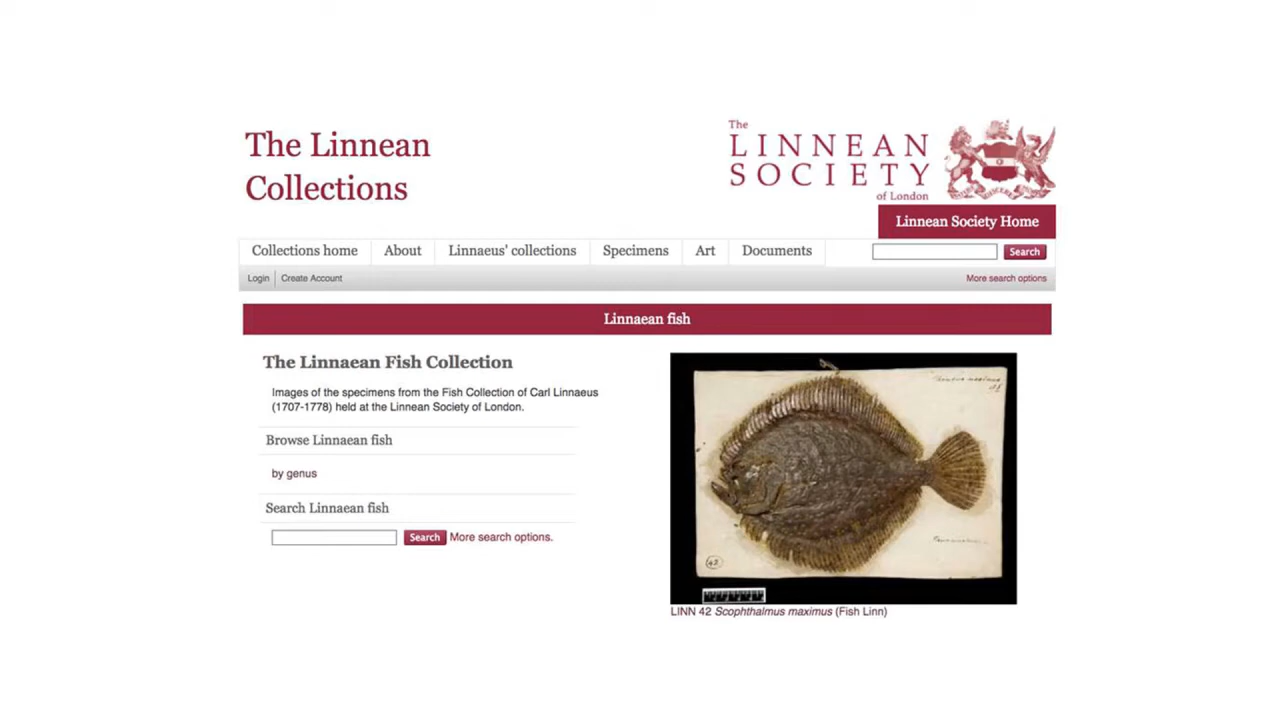 The Linnean
Collections
The
LINNEAN
SOCIETY
of London
Linnean Society Home
Collections home About Linnaeus' collections Specimens Art Documents Search
Login Create Account More search options
Linnaean fish
The Linnaean Fish Collection
Images of the specimens from the Fish Collection of Carl Linnaeus
(1707-1778) held at the Linnean Society of London.
Browse Linnaean fish
by genus
Search Linnaean fish
Search More search options.
42
LINN 42 Scophthalmus maximus (Fish Linn)